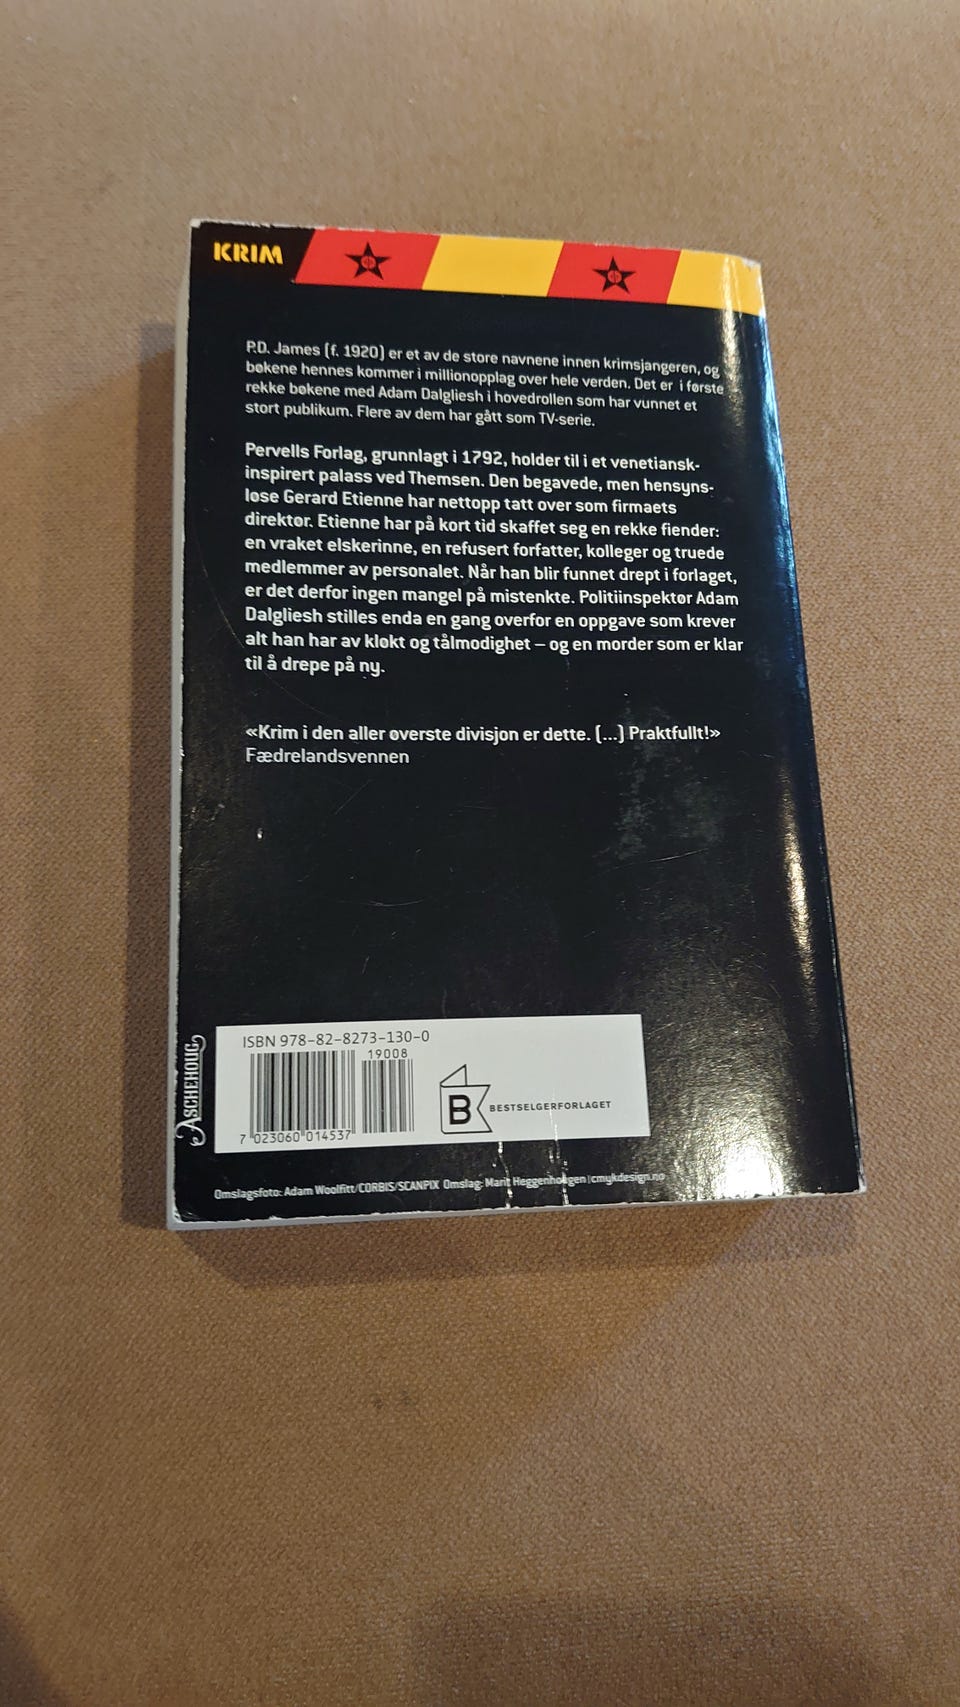 KRIM
P.D. James (f. 1920) er et av de store navnene innen krimsjangeren, og
bøkene hennes kommer i millionopplag over hele verden. Det er i første
rekke bøkene med Adam Dalgliesh i hovedrollen som har vunnet et
stort publikum. Flere av dem har gått som TV-serie.
Pervells Forlag, grunnlagt i 1792, holder til i et venetiansk-
inspirert palass ved Themsen. Den begavede, men hensyns-
løse Gerard Etienne har nettopp tatt over som firmaets
direktør. Etienne har på kort tid skaffet seg en rekke fiender:
en vraket elskerinne, en refusert forfatter, kolleger og truede
medlemmer av personalet. Når han blir funnet drept i forlaget,
er det derfor ingen mangel på mistenkte. Politiinspektør Adam
Dalgliesh stilles enda en gang overfor en oppgave som krever
alt han har av kløkt og tålmodighet – og en morder som er klar
til å drepe på ny.
«Krim i den aller øverste divisjon er dette. (...) Praktfullt!»
Fædrelandsvennen
ASCHEHOUG
ISBN 978-82-8273-130-0
19008
7 023060 014537
B BESTSELGERFORLAGET
Omslagsfoto: Adam Woolfitt/CORBIS/SCANPIX Omslag: Marit Heggenhougen | cmykdesign.no